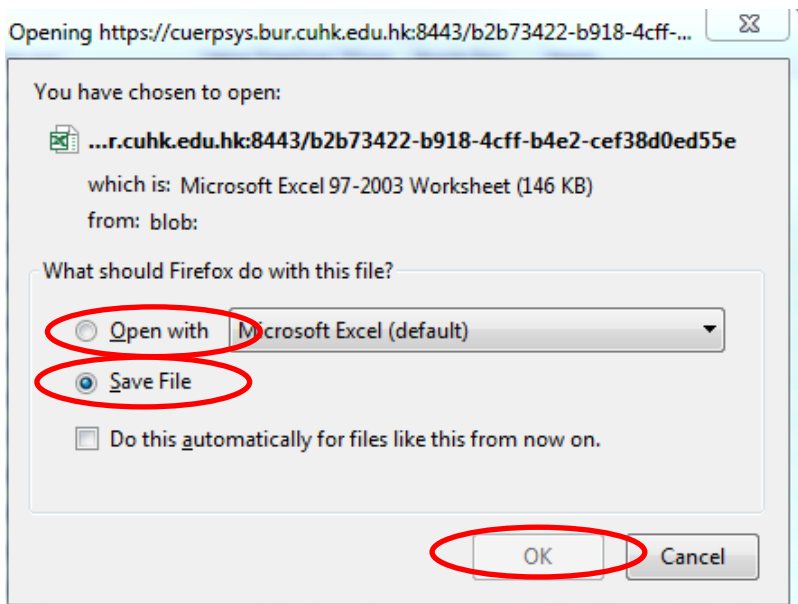 Opening https://cuerpsys.bur.cuhk.edu.hk:8443/b2b73422-b918-4cff-...
You have chosen to open:
...r.cuhk.edu.hk:8443/b2b73422-b918-4cff-b4e2-cef38d0ed55e
which is: Microsoft Excel 97-2003 Worksheet (146 KB)
from: blob:
What should Firefox do with this file?
Open with Microsoft Excel (default)
Save File
Do this automatically for files like this from now on.
OK Cancel